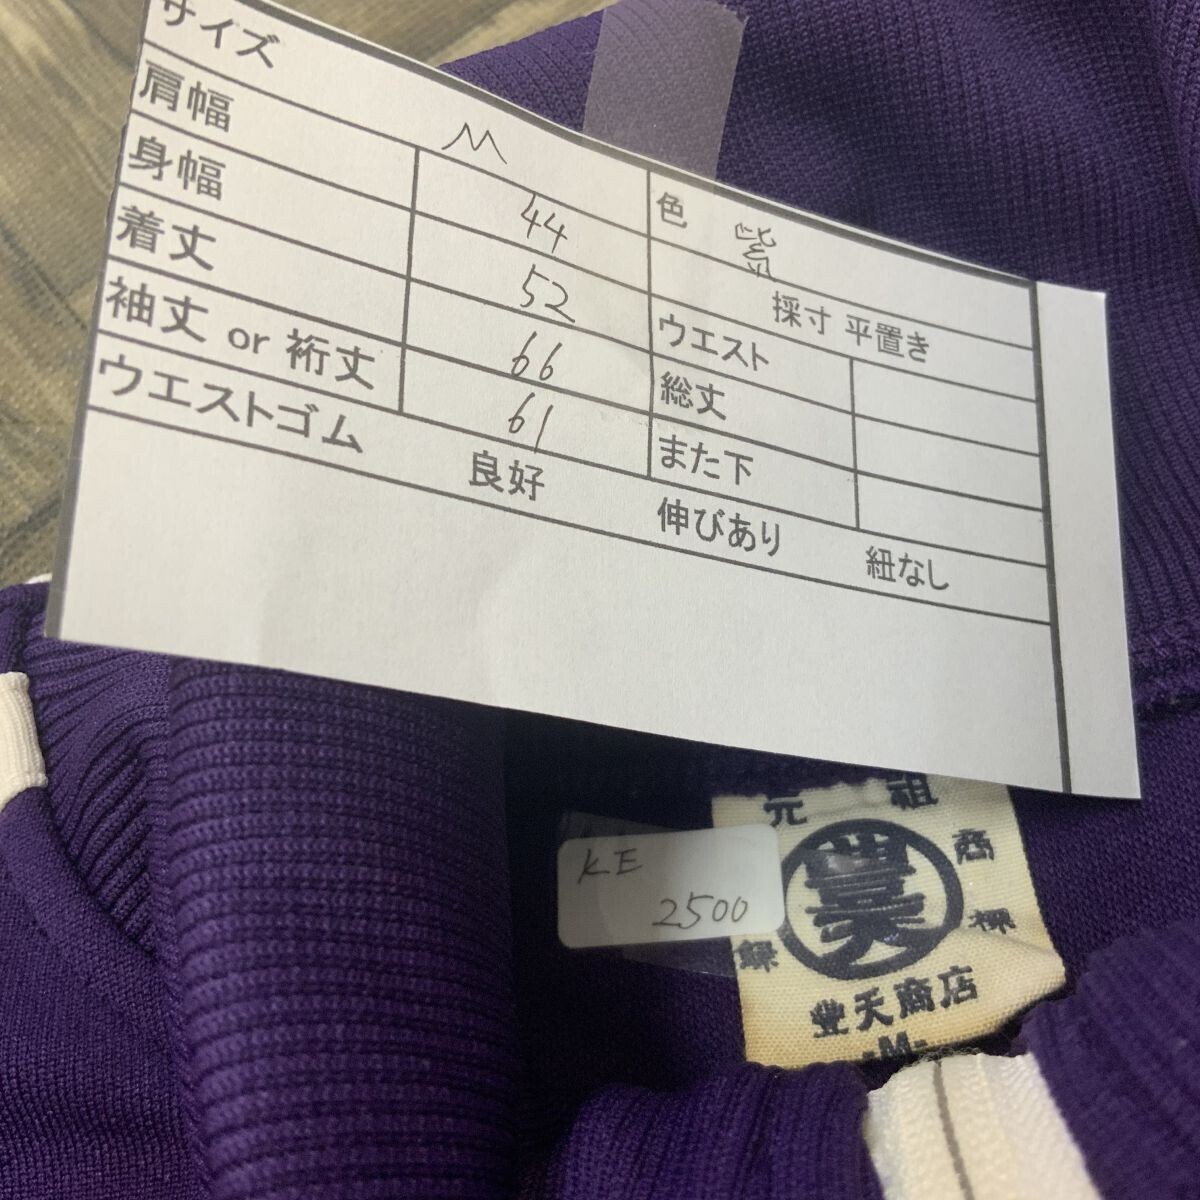 サイズ M 色 紫
肩幅 44 採寸 平置き
身幅 52 ウエスト
着丈 66 総丈
袖丈 or 裄丈 61 また下
ウエストゴム 良好 伸びあり 紐なし
KE
2500
元祖
商標
豊天
録
豊天商店
-M-